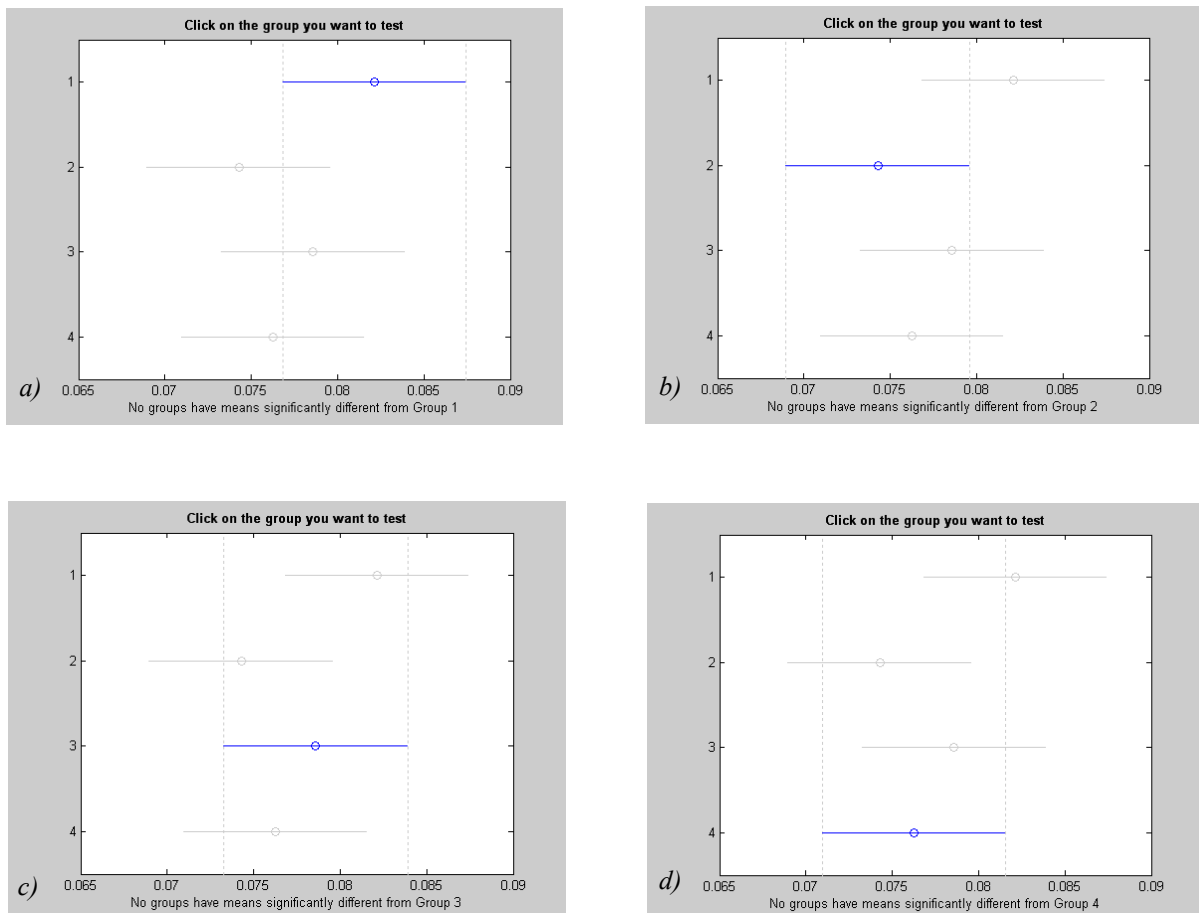 Click on the group you want to test
1
2
3
4
a)
0.065 0.07 0.075 0.08 0.085 0.09
No groups have means significantly different from Group 1
Click on the group you want to test
1
2
3
4
b)
0.065 0.07 0.075 0.08 0.085 0.09
No groups have means significantly different from Group 2
Click on the group you want to test
1
2
3
4
c)
0.065 0.07 0.075 0.08 0.085 0.09
No groups have means significantly different from Group 3
Click on the group you want to test
1
2
3
4
d)
0.065 0.07 0.075 0.08 0.085 0.09
No groups have means significantly different from Group 4